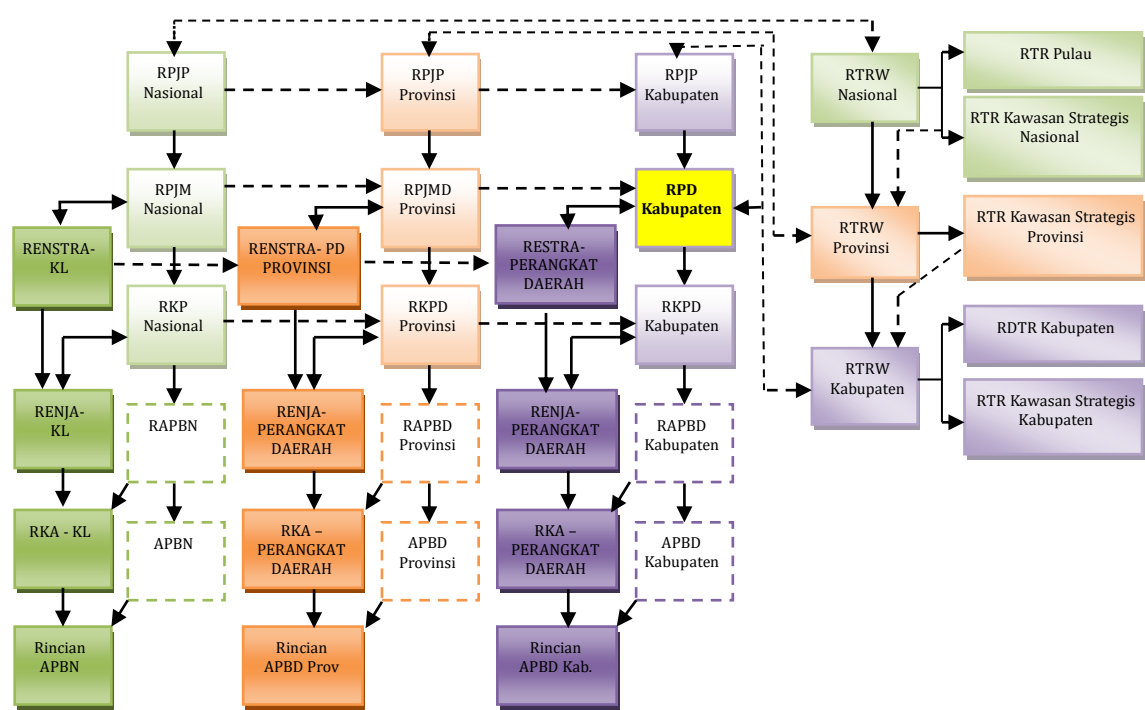 RPJP
Nasional
RPJP
Provinsi
RPJP
Kabupaten
RTRW
Nasional
RTR Pulau
RTR Kawasan Strategis
Nasional
RPJM
Nasional
RPJMD
Provinsi
RPD
Kabupaten
RTRW
Provinsi
RTR Kawasan Strategis
Provinsi
RENSTRA-
KL
RENSTRA- PD
PROVINSI
RESTRA-
PERANGKAT
DAERAH
RKP
Nasional
RKPD
Provinsi
RKPD
Kabupaten
RDTR Kabupaten
RTRW
Kabupaten
RTR Kawasan Strategis
Kabupaten
RENJA-
KL
RAPBN
RENJA-
PERANGKAT
DAERAH
RAPBD
Provinsi
RENJA-
PERANGKAT
DAERAH
RAPBD
Kabupaten
RKA - KL
APBN
RKA –
PERANGKAT
DAERAH
APBD
Provinsi
RKA –
PERANGKAT
DAERAH
APBD
Kabupaten
Rincian
APBN
Rincian
APBD Prov
Rincian
APBD Kab.